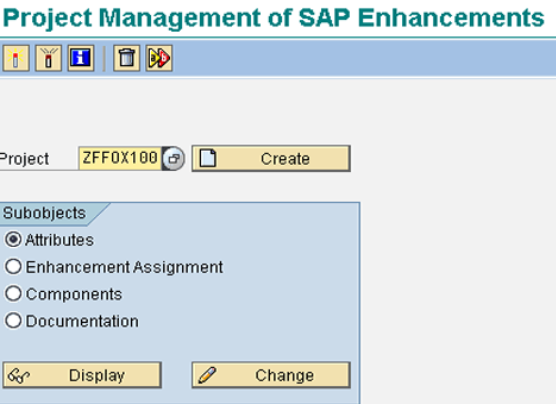 Project Management of SAP Enhancements
Project ZFFOX100 Create
Subobjects
Attributes
Enhancement Assignment
Components
Documentation
Display Change